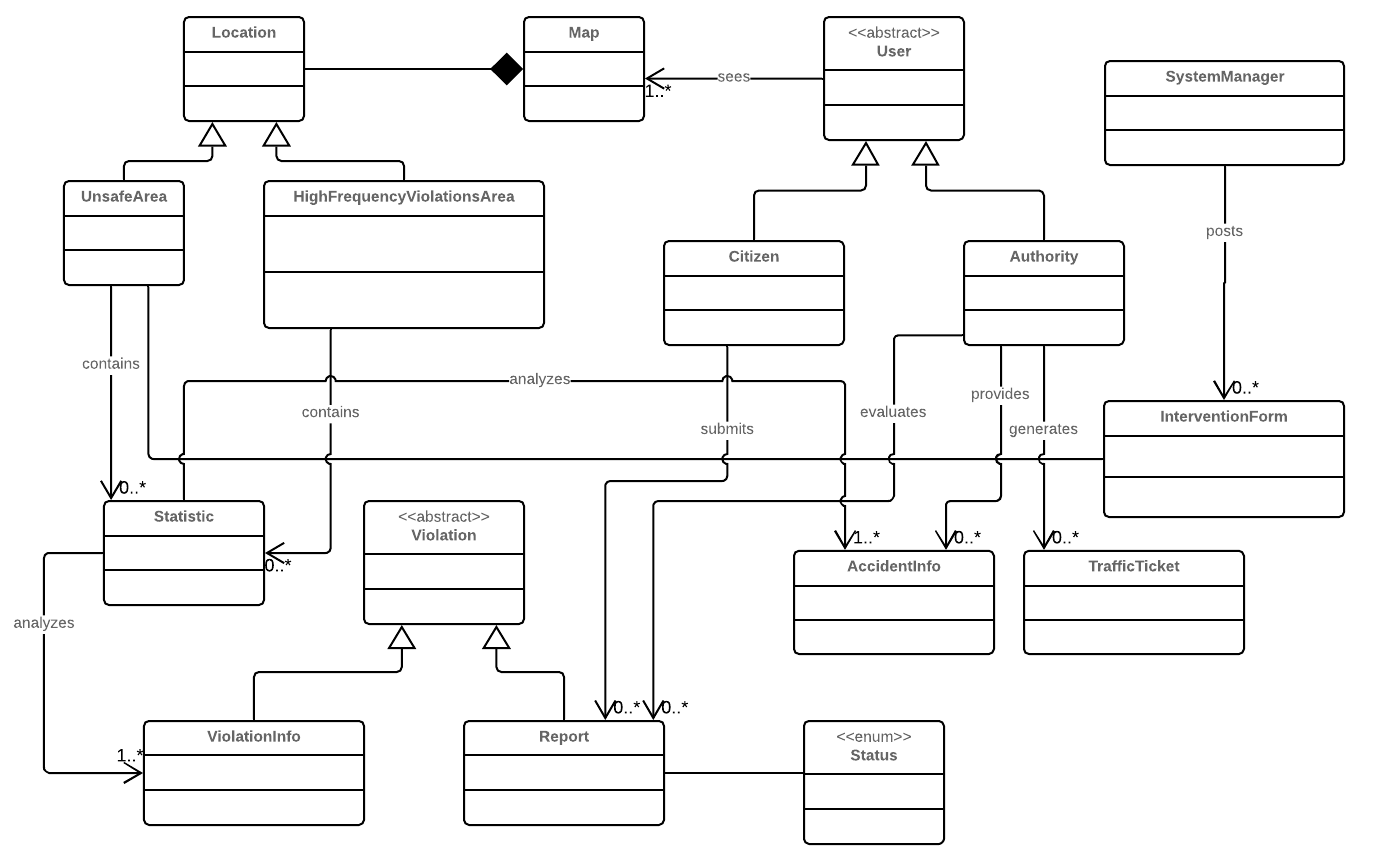 Location
Map
<<abstract>>
User
SystemManager
sees
1..*
UnsafeArea
HighFrequencyViolationsArea
posts
Citizen
Authority
contains
analyzes
0..*
provides
contains
evaluates
InterventionForm
submits
generates
0..*
Statistic
<<abstract>>
Violation
1..*
0..*
0..*
0..*
AccidentInfo
TrafficTicket
analyzes
0..*
0..*
ViolationInfo
Report
<<enum>>
Status
1..*